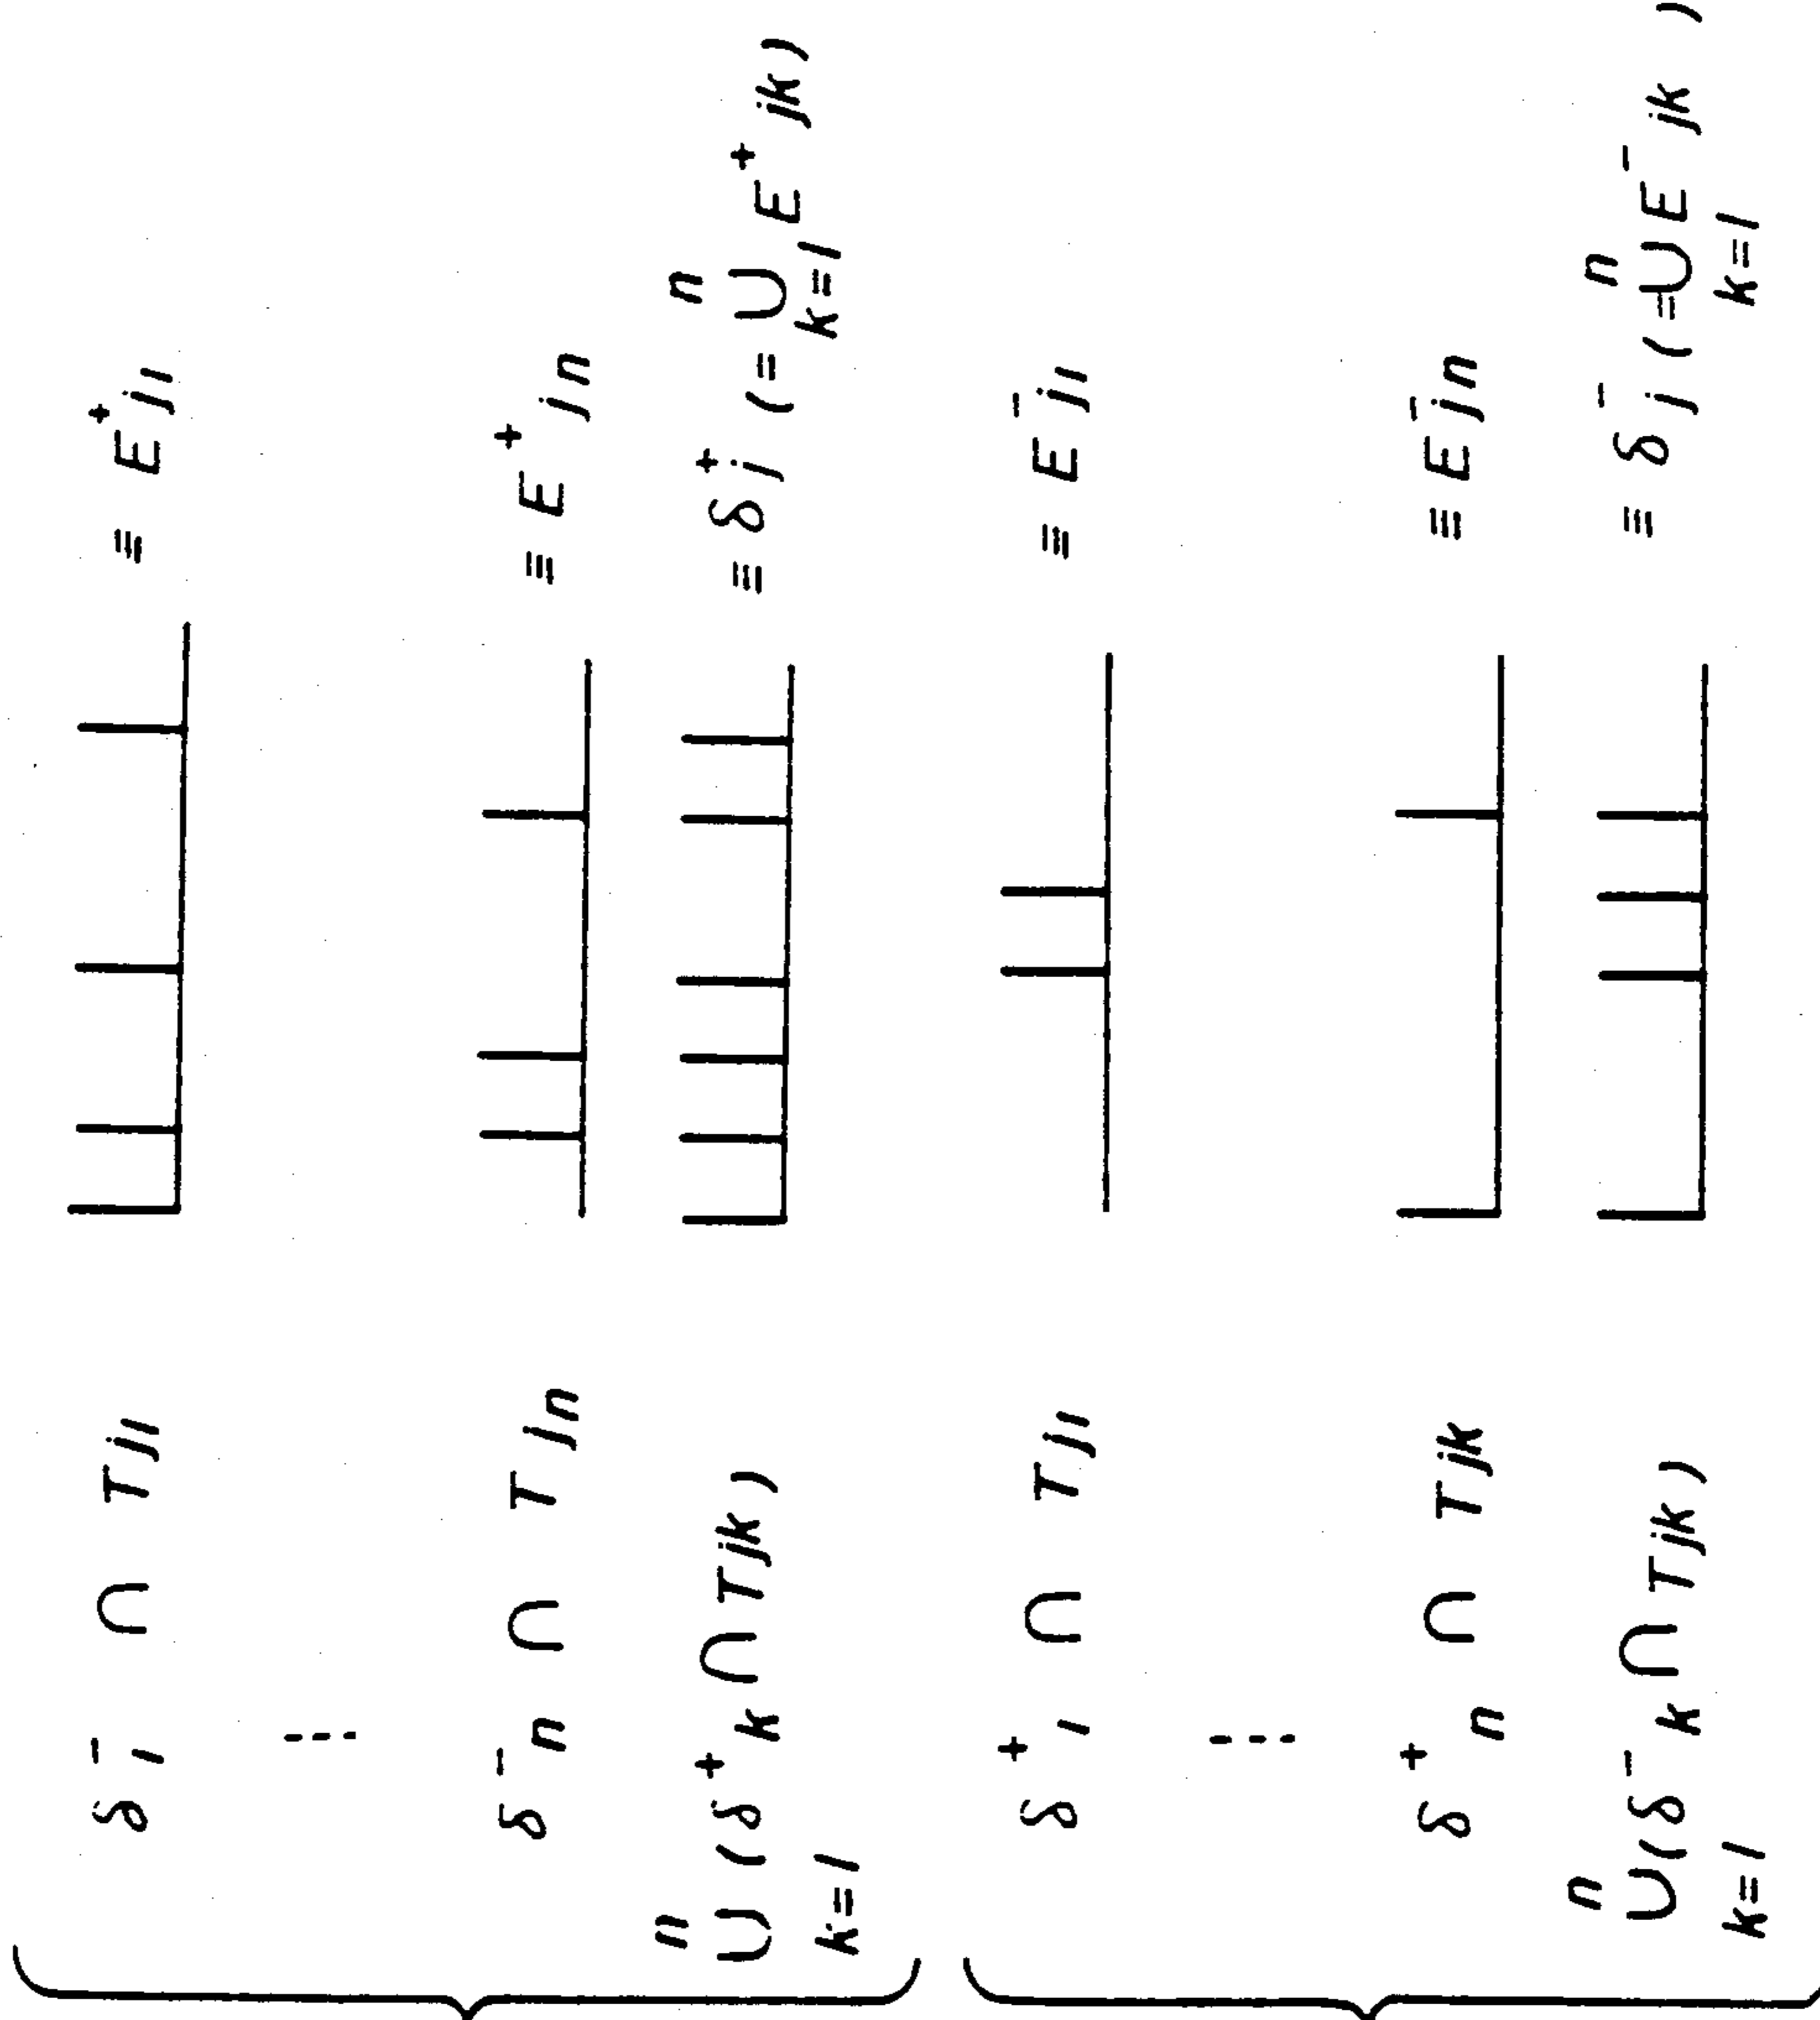 δ⁻₁ ∩ Tj₁ ≡ E⁺j₁
⋮
δ⁻n ∩ Tjn ≡ E⁺jn
n
∪ (δ⁺k ∩ Tjk) ≡ δ⁺j (= n ∪ k=1 E⁺jk)
k=1
δ⁺₁ ∩ Tj₁ ≡ E⁻j₁
⋮
δ⁺n ∩ Tjk ≡ E⁻jn
n
∪(δ⁻k ∩ Tjk) ≡ δ⁻j (= n ∪ k=1 E⁻jk)
k=1